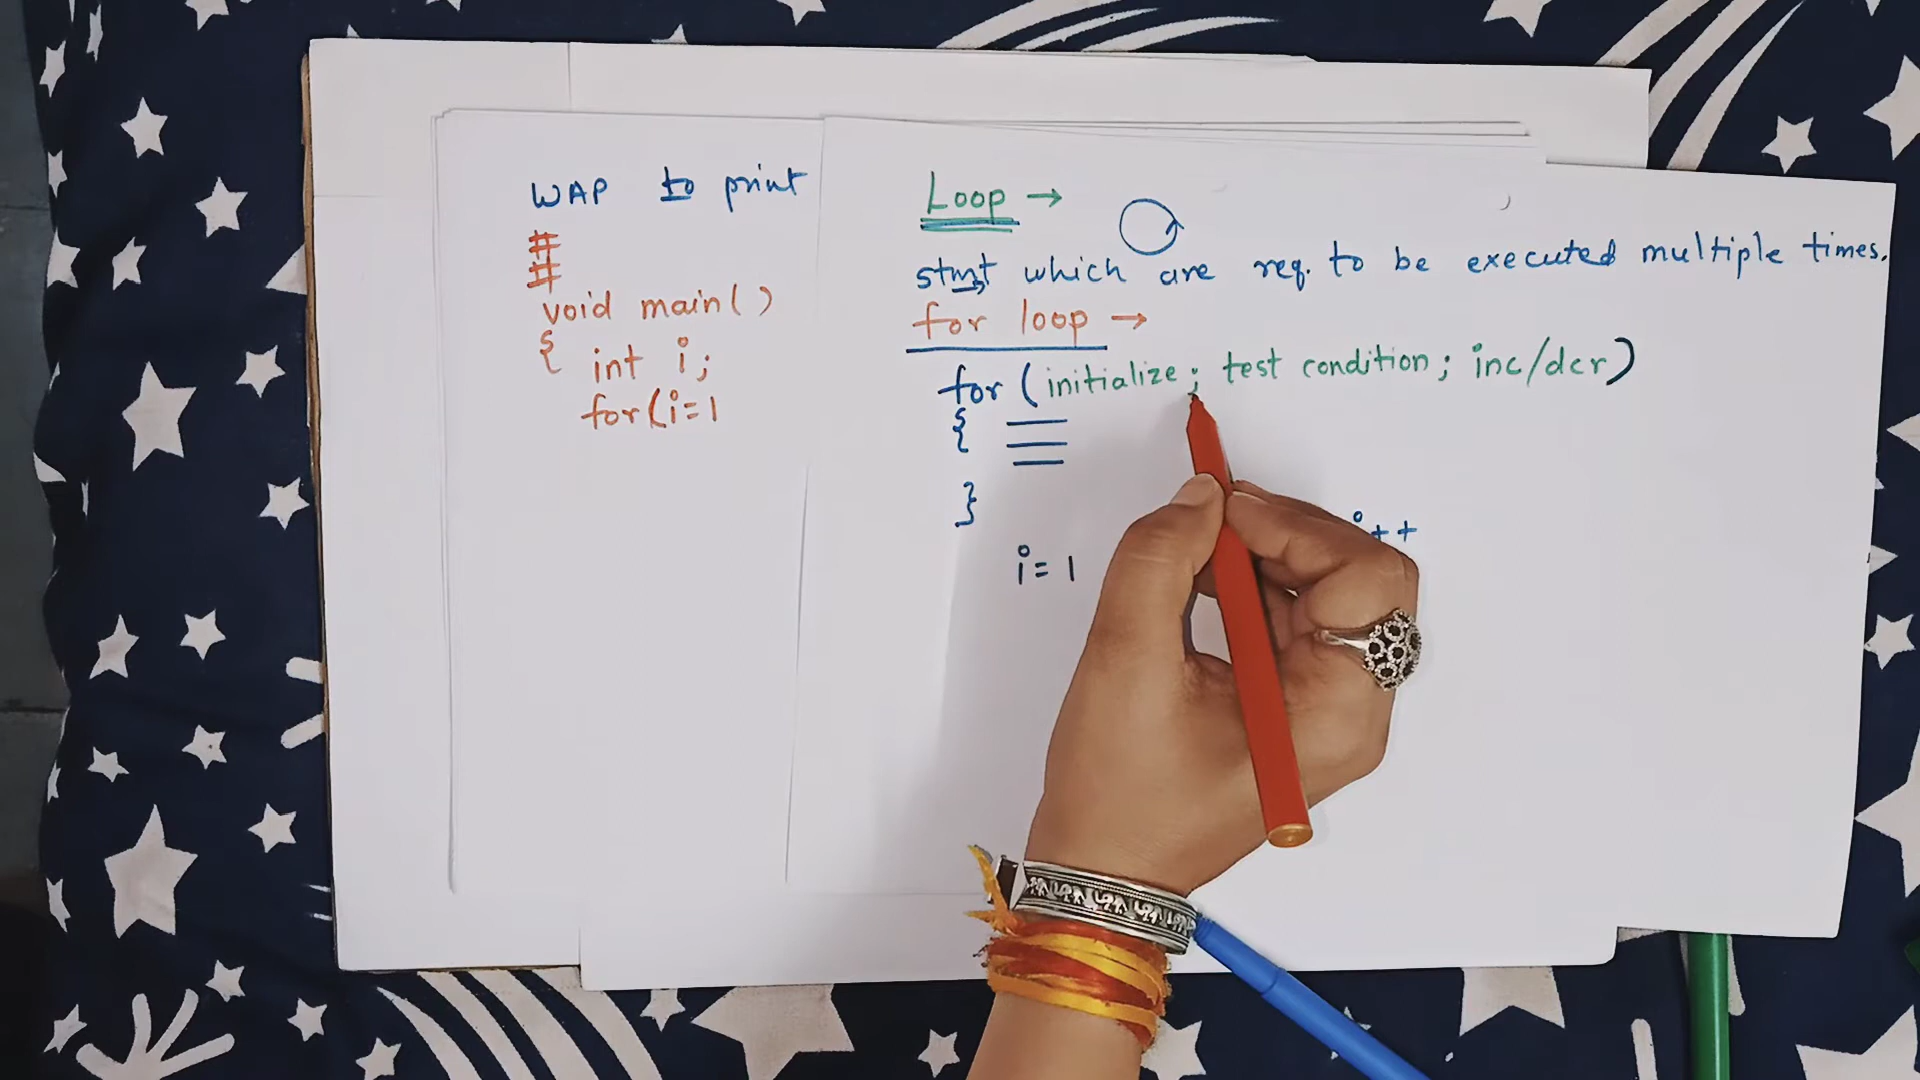 WAP to print
#
#
void main()
{ int i;
for(i=1
Loop →
stmt which are req. to be executed multiple times.
for loop →
for (initialize; test condition; inc/dcr)
{
}
i++
i=1